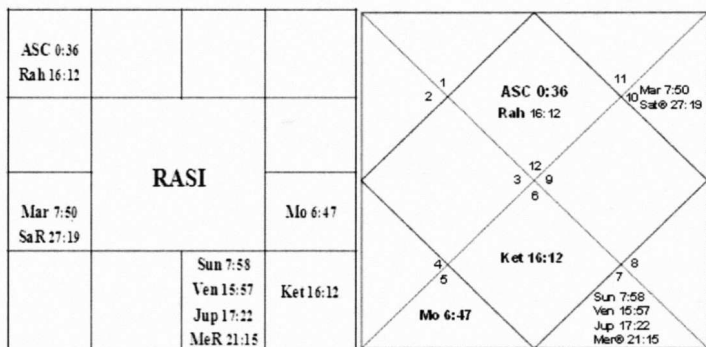 ASC 0:36
Rah 16:12
RASI
Mar 7:50
SaR 27:19
Mo 6:47
Sun 7:58
Ven 15:57
Jup 17:22
MeR 21:15
Ket 16:12
1
2
ASC 0:36
Rah 16:12
11
10
Mar 7:50
Sat® 27:19
12
3
9
6
Ket 16:12
4
5
Mo 6:47
8
7
Sun 7:58
Ven 15:57
Jup 17:22
Mer® 21:15